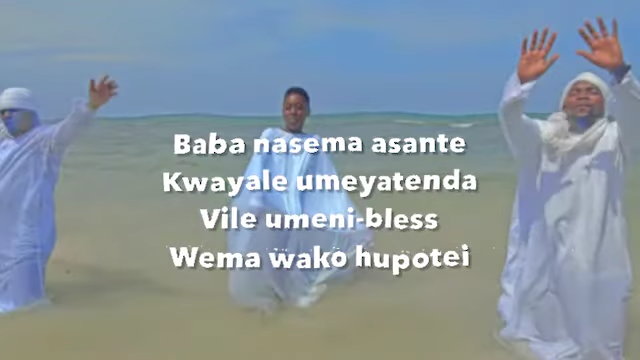 Baba nasema asante
Kwayale umeyatenda
Vile umeni-bless
Wema wako hupotei